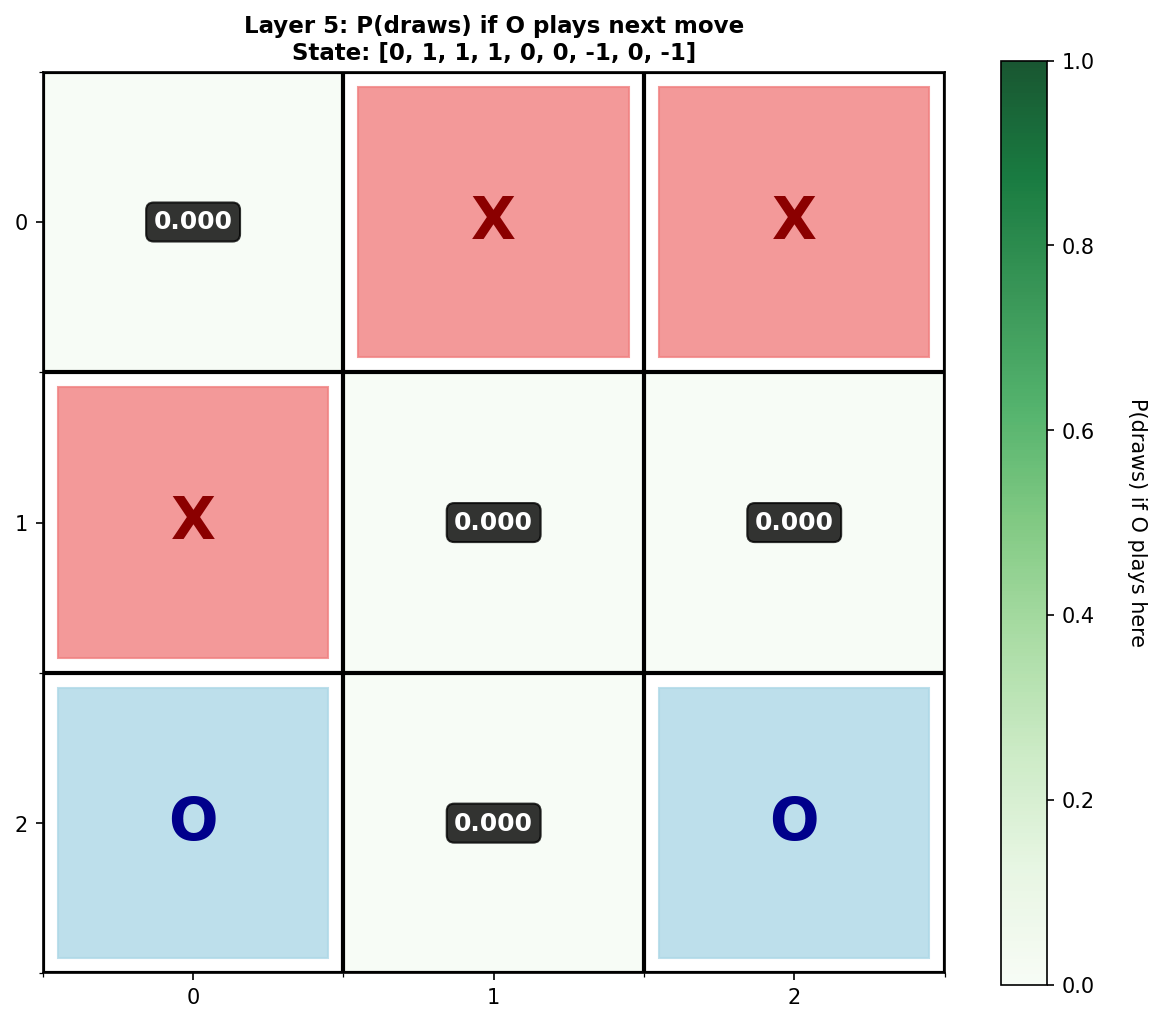 Layer 5: P(draws) if O plays next move
State: [0, 1, 1, 1, 0, 0, -1, 0, -1]
1.0
0.8
0.6
0.4
0.2
0.0
P(draws) if O plays here
0
0.000
X
X
1
X
0.000
0.000
2
O
0.000
O
0
1
2